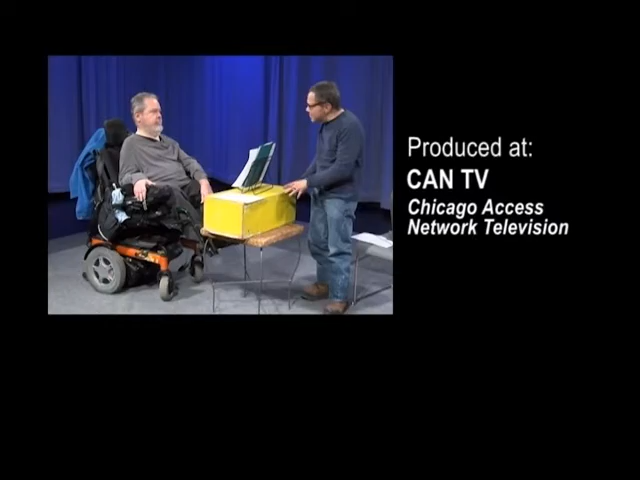 Produced at:
CAN TV
Chicago Access
Network Television